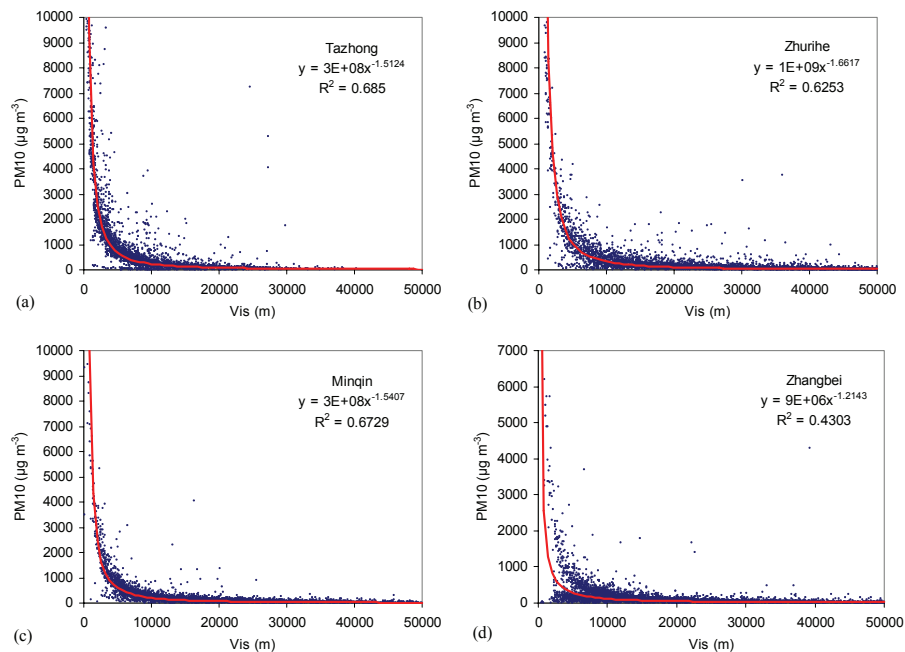 10000
9000
8000
7000
6000
5000
4000
3000
2000
1000
0
PM10 (µg m⁻³)
Tazhong
y = 3E+08x⁻¹·⁵¹²⁴
R² = 0.685
0 10000 20000 30000 40000 50000
Vis (m)
(a)
10000
9000
8000
7000
6000
5000
4000
3000
2000
1000
0
PM10 (µg m⁻³)
Zhurihe
y = 1E+09x⁻¹·⁶⁶¹⁷
R² = 0.6253
0 10000 20000 30000 40000 50000
Vis (m)
(b)
10000
9000
8000
7000
6000
5000
4000
3000
2000
1000
0
PM10 (µg m⁻³)
Minqin
y = 3E+08x⁻¹·⁵⁴⁰⁷
R² = 0.6729
0 10000 20000 30000 40000 50000
Vis (m)
(c)
7000
6000
5000
4000
3000
2000
1000
0
PM10 (µg m⁻³)
Zhangbei
y = 9E+06x⁻¹·²¹⁴³
R² = 0.4303
0 10000 20000 30000 40000 50000
Vis (m)
(d)